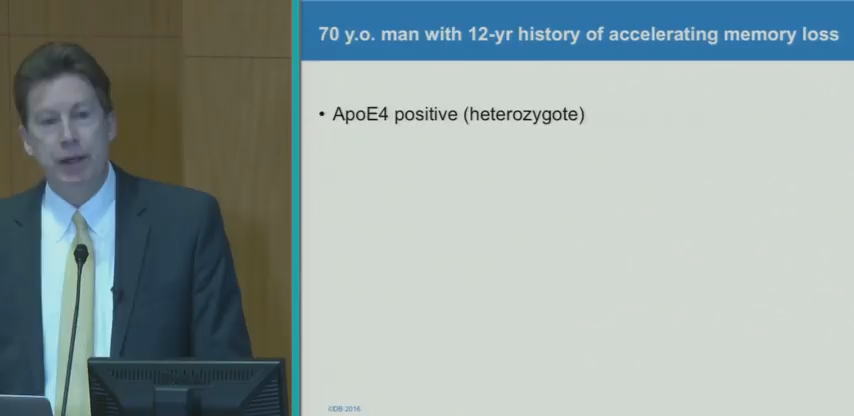 70 y.o. man with 12-yr history of accelerating memory loss
• ApoE4 positive (heterozygote)
©DB 2016